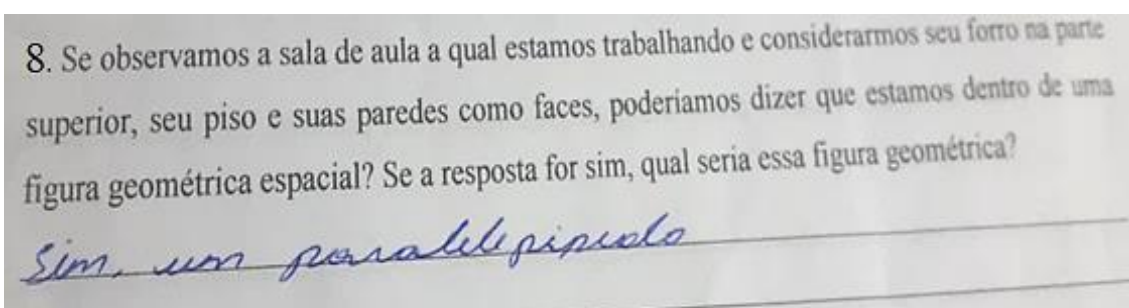 8. Se observamos a sala de aula a qual estamos trabalhando e considerarmos seu forro na parte
superior, seu piso e suas paredes como faces, poderiamos dizer que estamos dentro de uma
figura geométrica espacial? Se a resposta for sim, qual seria essa figura geométrica?
Sim, um paralelepipedo